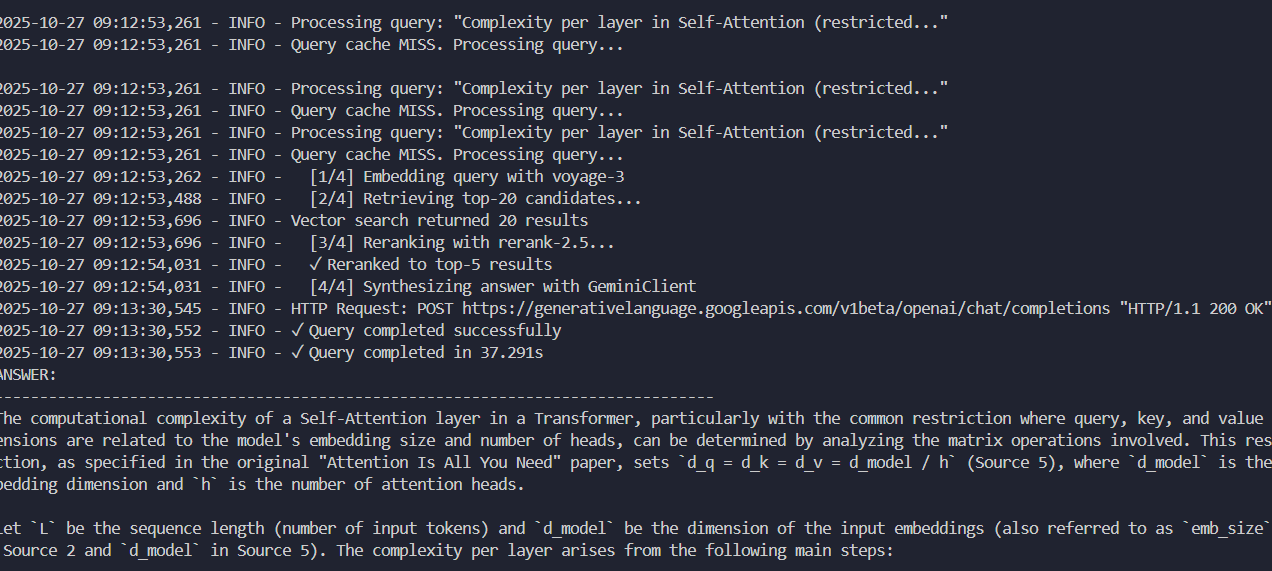 2025-10-27 09:12:53,261 - INFO - Processing query: "Complexity per layer in Self-Attention (restricted..."
2025-10-27 09:12:53,261 - INFO - Query cache MISS. Processing query...
2025-10-27 09:12:53,261 - INFO - Processing query: "Complexity per layer in Self-Attention (restricted..."
2025-10-27 09:12:53,261 - INFO - Query cache MISS. Processing query...
2025-10-27 09:12:53,261 - INFO - Processing query: "Complexity per layer in Self-Attention (restricted..."
2025-10-27 09:12:53,261 - INFO - Query cache MISS. Processing query...
2025-10-27 09:12:53,262 - INFO -   [1/4] Embedding query with voyage-3
2025-10-27 09:12:53,488 - INFO -   [2/4] Retrieving top-20 candidates...
2025-10-27 09:12:53,696 - INFO - Vector search returned 20 results
2025-10-27 09:12:53,696 - INFO -   [3/4] Reranking with rerank-2.5...
2025-10-27 09:12:54,031 - INFO -   ✓ Reranked to top-5 results
2025-10-27 09:12:54,031 - INFO -   [4/4] Synthesizing answer with GeminiClient
2025-10-27 09:13:30,545 - INFO - HTTP Request: POST https://generativelanguage.googleapis.com/v1beta/openai/chat/completions "HTTP/1.1 200 OK"
2025-10-27 09:13:30,552 - INFO - ✓ Query completed successfully
2025-10-27 09:13:30,553 - INFO - ✓ Query completed in 37.291s
ANSWER:
--------------------------------------------------------------------------------
The computational complexity of a Self-Attention layer in a Transformer, particularly with the common restriction where query, key, and value
ensions are related to the model's embedding size and number of heads, can be determined by analyzing the matrix operations involved. This res
ction, as specified in the original "Attention Is All You Need" paper, sets `d_q = d_k = d_v = d_model / h` (Source 5), where `d_model` is the
bedding dimension and `h` is the number of attention heads.
Let `L` be the sequence length (number of input tokens) and `d_model` be the dimension of the input embeddings (also referred to as `emb_size`
Source 2 and `d_model` in Source 5). The complexity per layer arises from the following main steps: